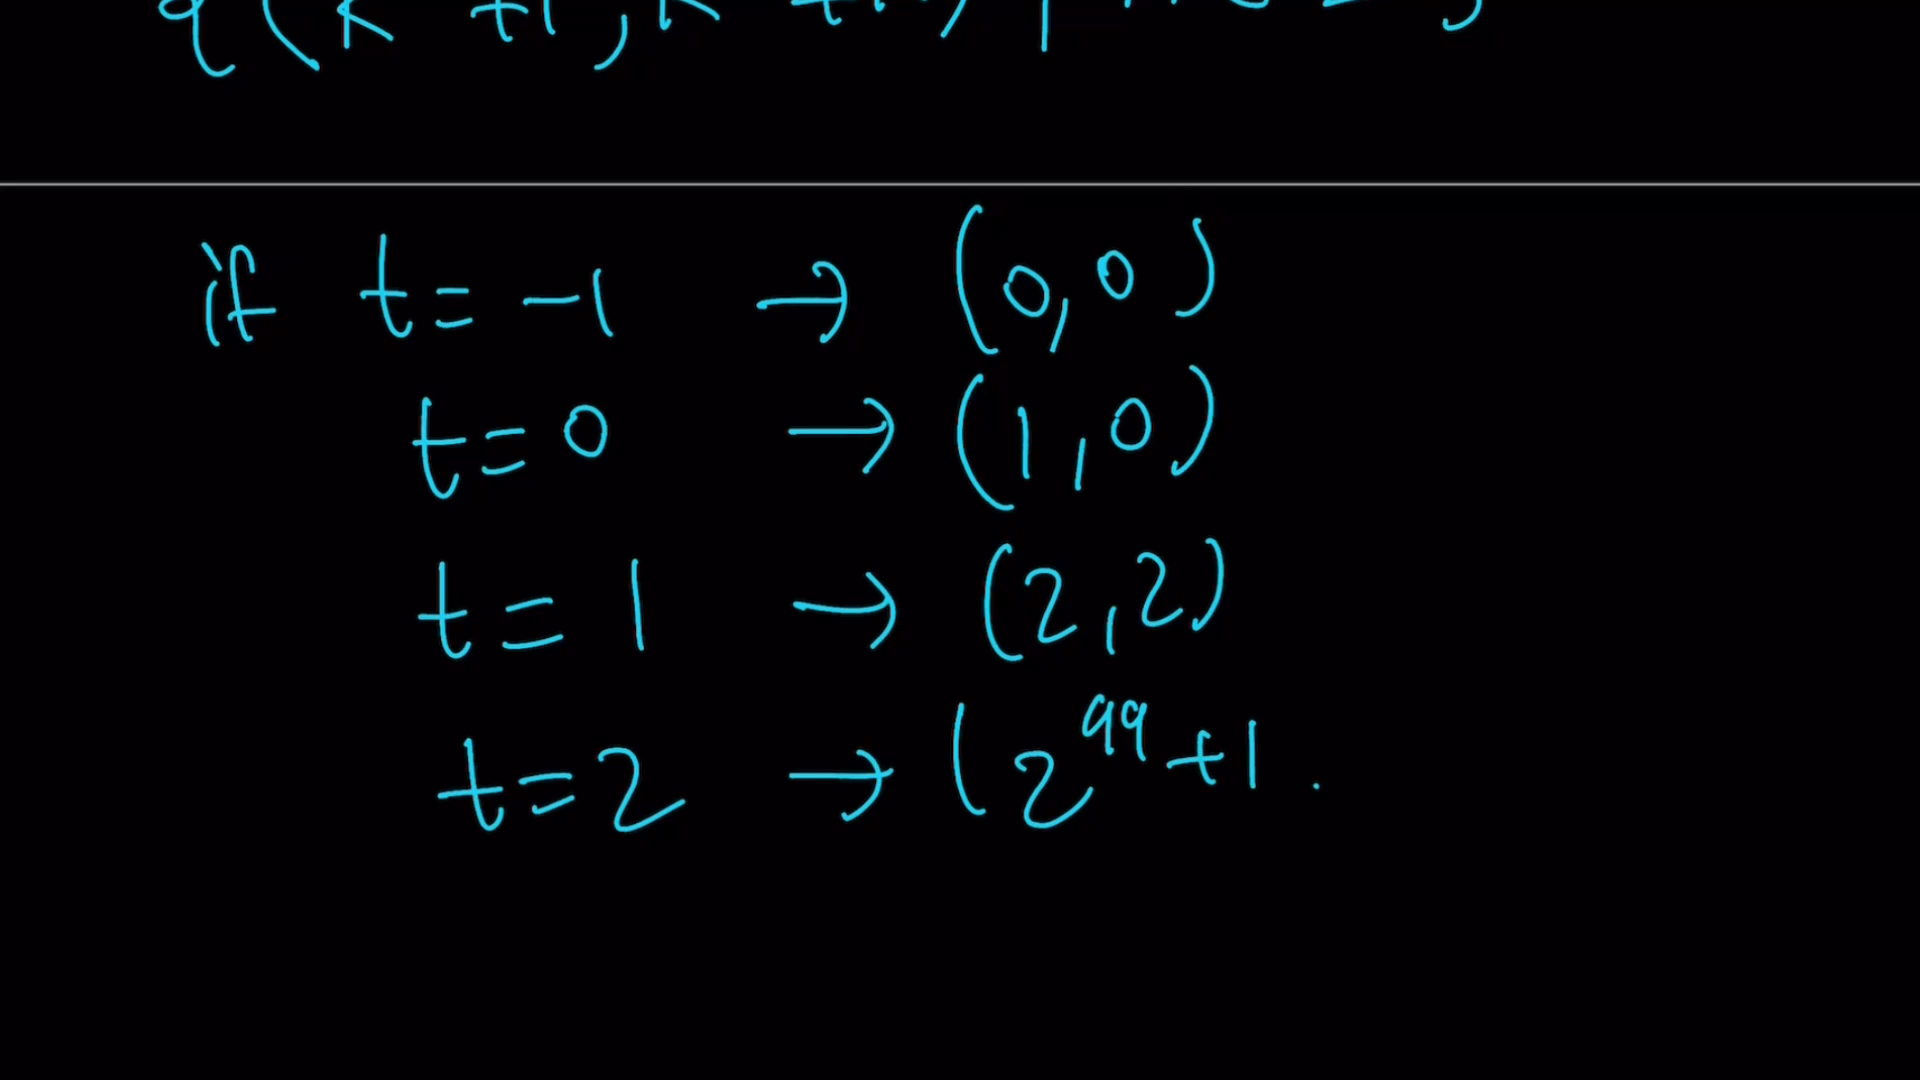 if t = -1 → (0,0)
t = 0 → (1,0)
t = 1 → (2,2)
t = 2 → (2^99 + 1 .